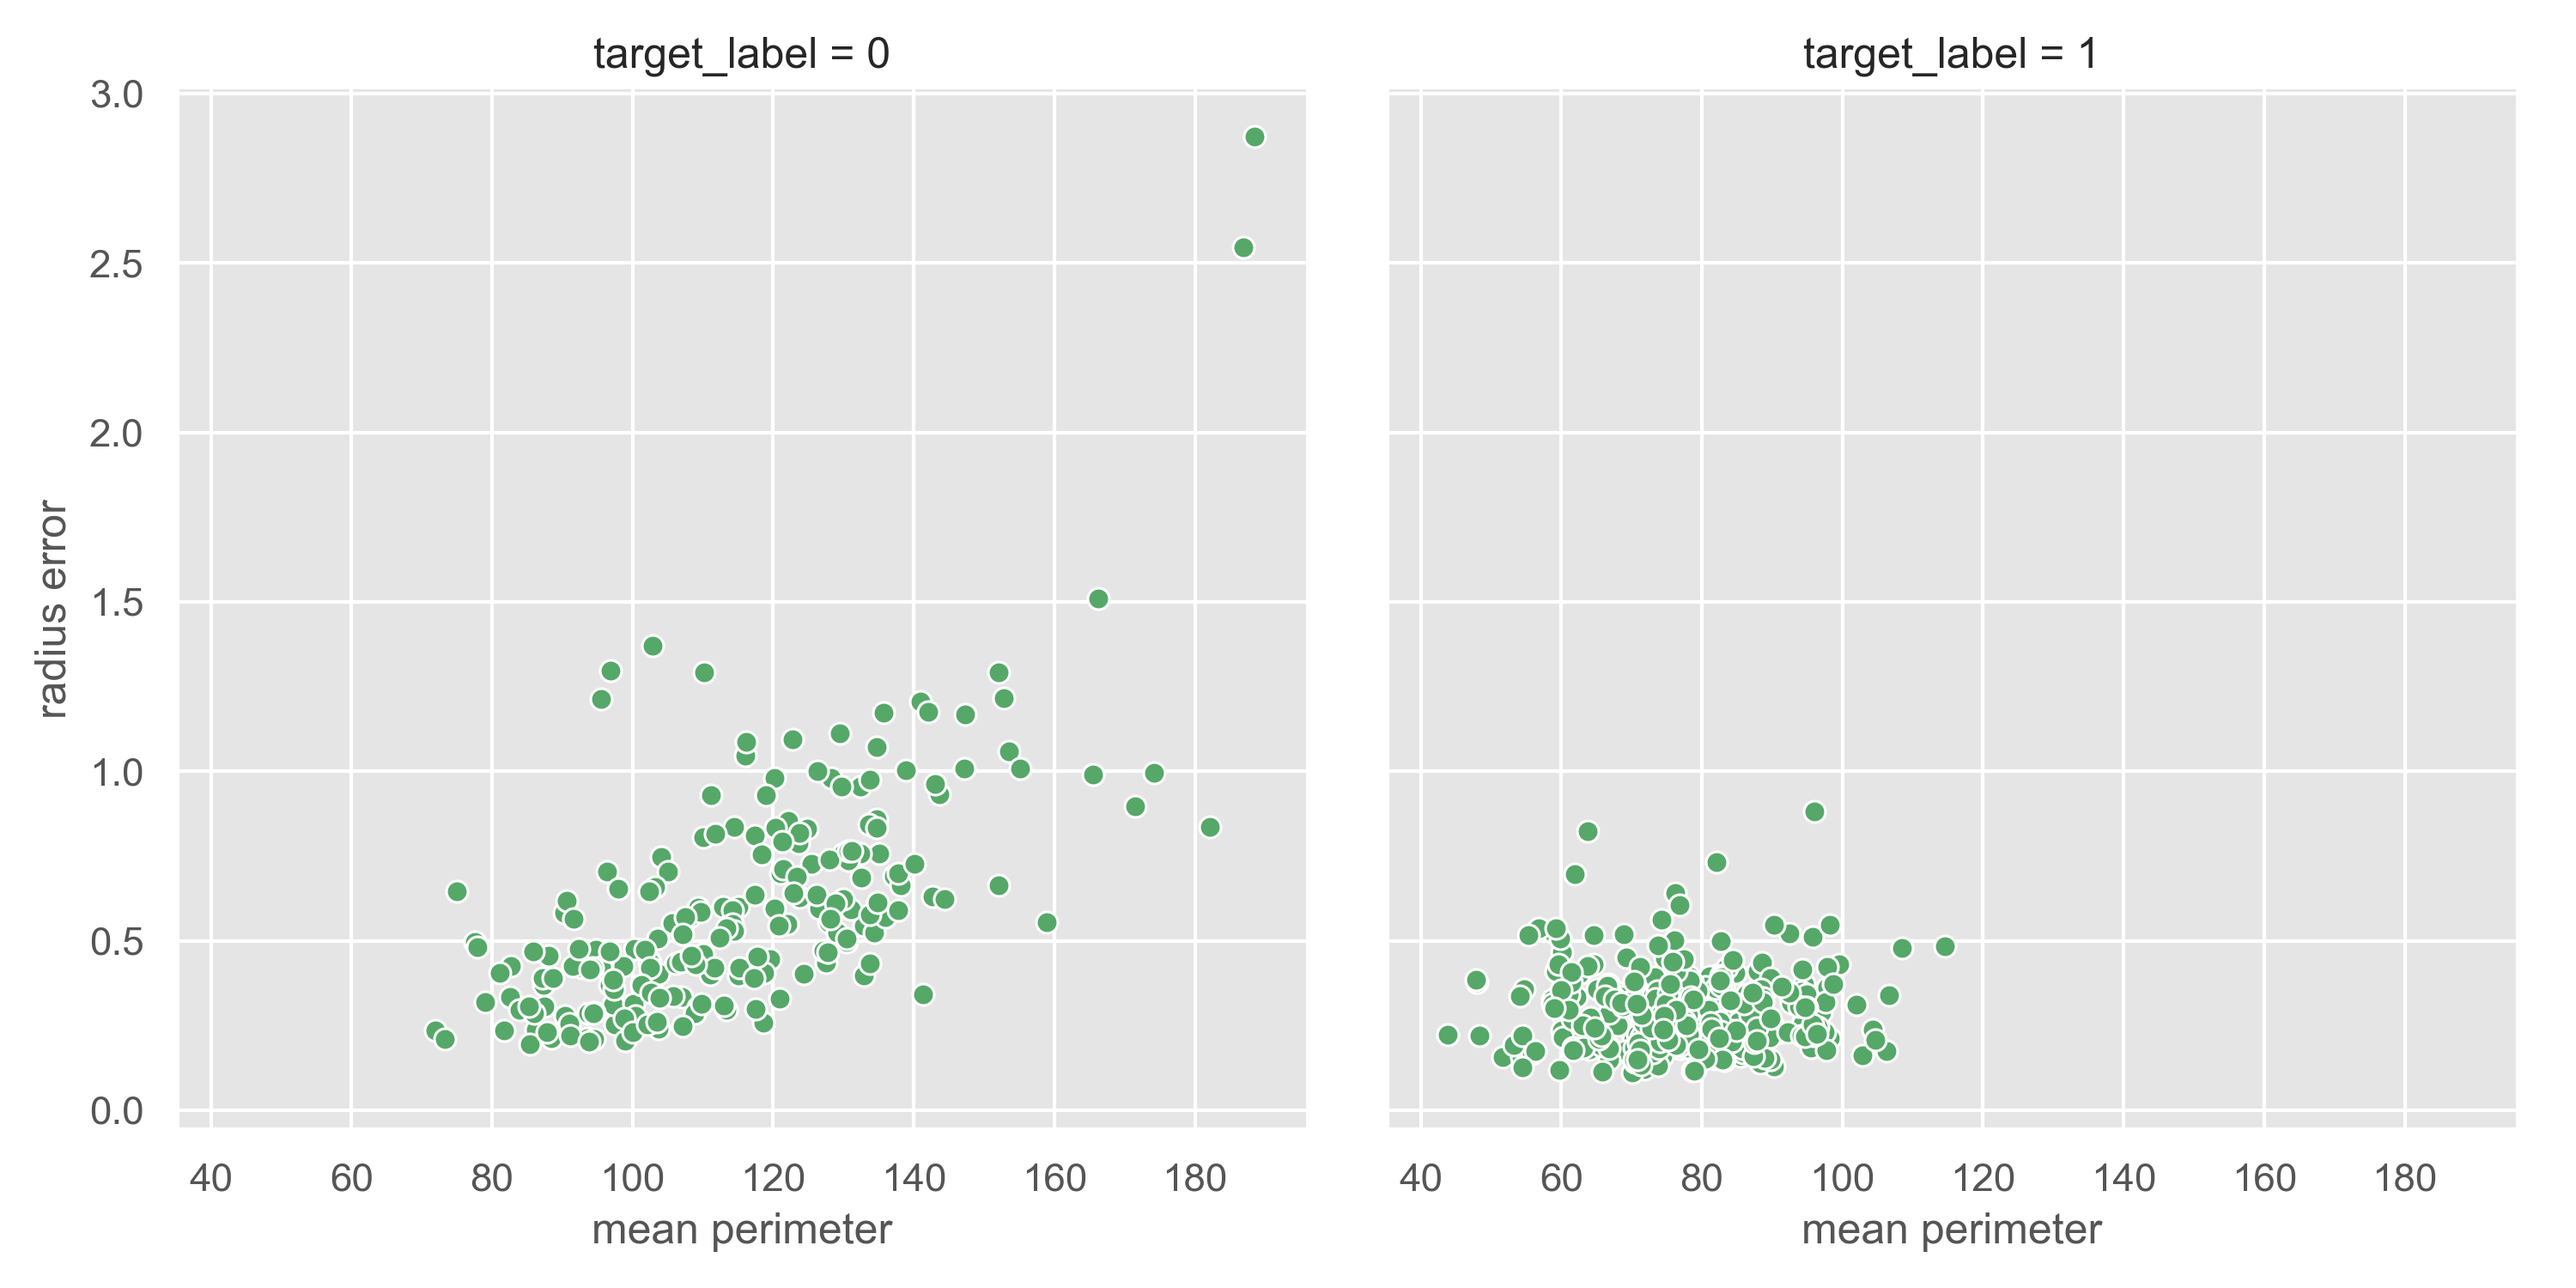 target_label = 0
target_label = 1
3.0
2.5
2.0
1.5
1.0
0.5
0.0
radius error
40 60 80 100 120 140 160 180
40 60 80 100 120 140 160 180
mean perimeter
mean perimeter